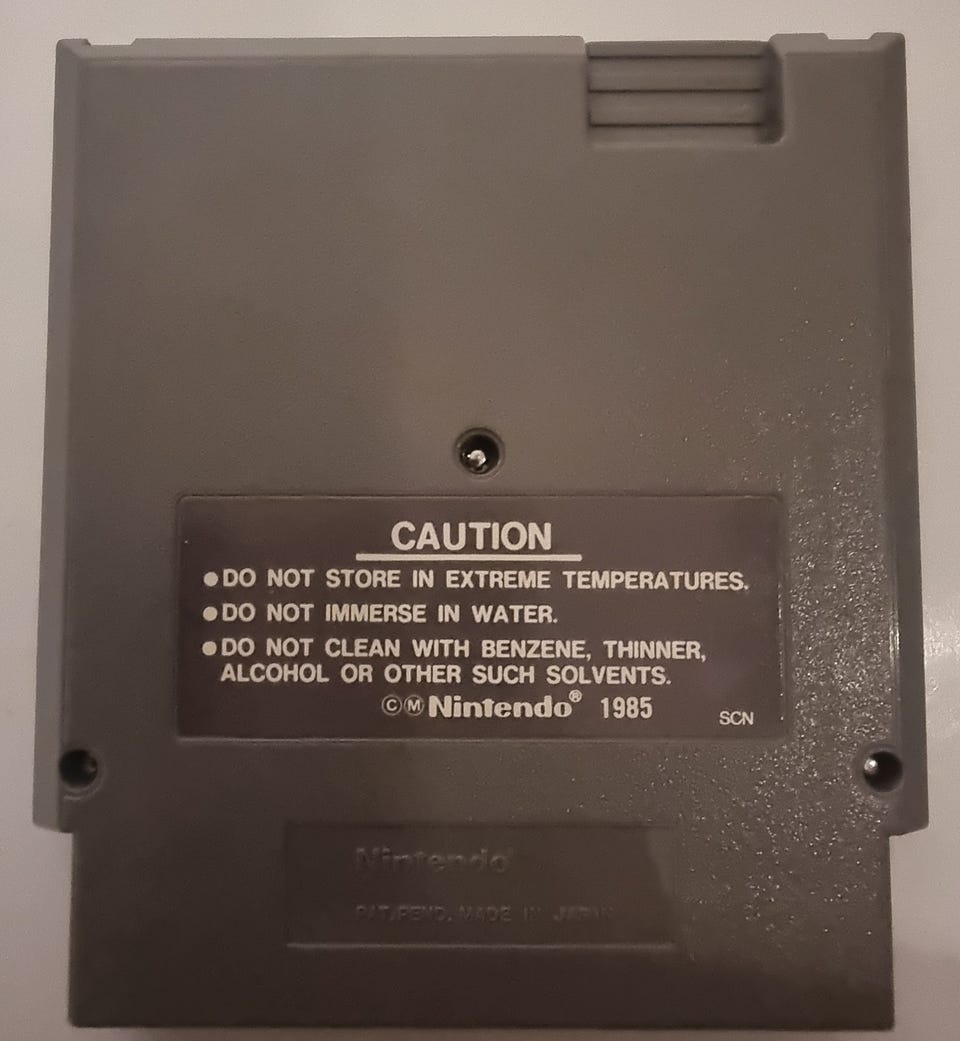 CAUTION
●DO NOT STORE IN EXTREME TEMPERATURES.
●DO NOT IMMERSE IN WATER.
●DO NOT CLEAN WITH BENZENE, THINNER,
ALCOHOL OR OTHER SUCH SOLVENTS.
©Ⓜ Nintendo® 1985
SCN
Nintendo
PAT. PEND. MADE IN JAPAN